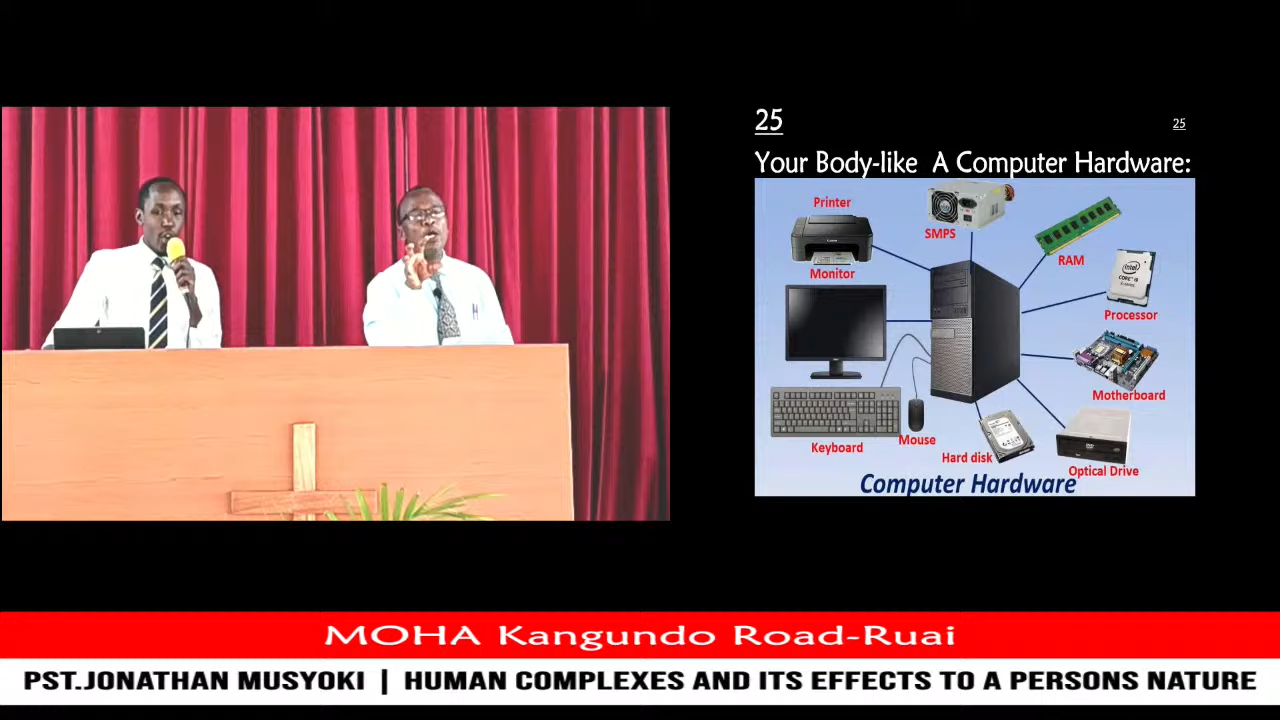 25
25
Your Body-like A Computer Hardware:
Printer
SMPS
RAM
Monitor
Processor
Motherboard
Keyboard
Mouse
Hard disk
Optical Drive
Computer Hardware
MOHA Kangundo Road-Ruai
PST.JONATHAN MUSYOKI | HUMAN COMPLEXES AND ITS EFFECTS TO A PERSONS NATURE